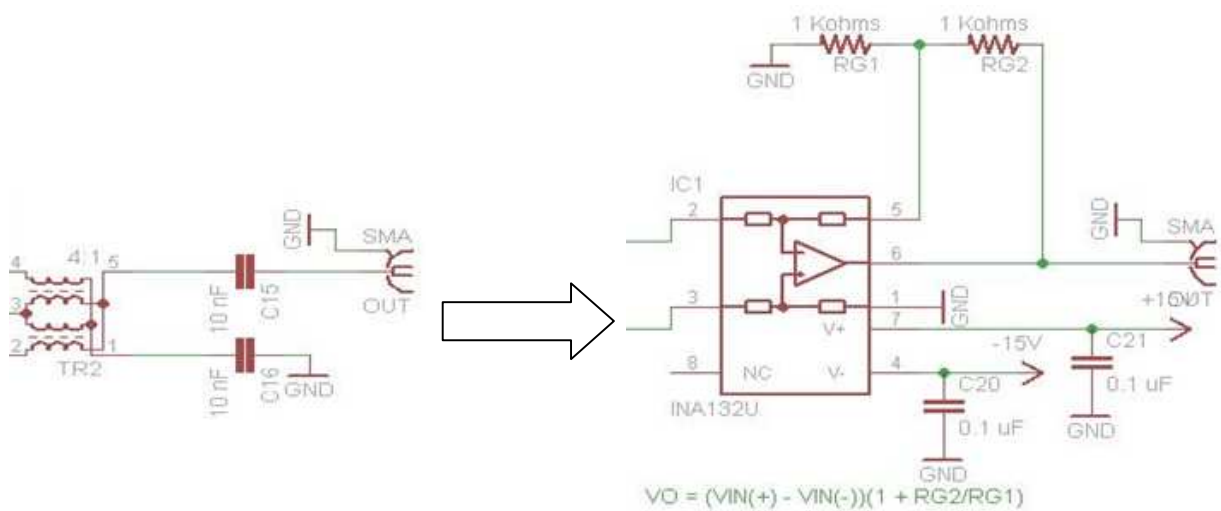 4
3
2
4:1
5
1
TR2
10 nF
C15
10 nF
C16
GND
GND
SMA
OUT
1 Kohms
RG1
GND
1 Kohms
RG2
IC1
2
3
8
NC
V+
V-
5
6
1
7
4
INA132U
GND
GND
SMA
OUT
+15V
-15V
C21
0.1 uF
GND
C20
0.1 uF
GND
VO = (VIN(+) - VIN(-))(1 + RG2/RG1)